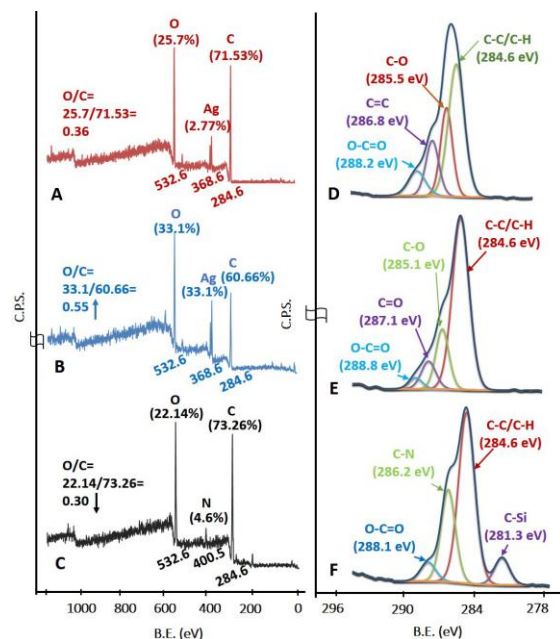 O
(25.7%)
C
(71.53%)
O/C=
25.7/71.53=
0.36
Ag
(2.77%)
A
532.6
368.6
284.6
O
(33.1%)
O/C=
33.1/60.66=
0.55
Ag
(33.1%)
C
(60.66%)
B
532.6
368.6
284.6
O
(22.14%)
C
(73.26%)
O/C=
22.14/73.26=
0.30
N
(4.6%)
C
532.6
400.5
284.6
1000
800
600
400
200
0
B.E. (eV)
C.P.S.
C-C/C-H
(284.6 eV)
C-O
(285.5 eV)
C=C
(286.8 eV)
O-C=O
(288.2 eV)
D
C-C/C-H
(284.6 eV)
C-O
(285.1 eV)
C=O
(287.1 eV)
O-C=O
(288.8 eV)
E
C-C/C-H
(284.6 eV)
C-N
(286.2 eV)
O-C=O
(288.1 eV)
C-Si
(281.3 eV)
F
296
290
284
278
B.E. (eV)
C.P.S.